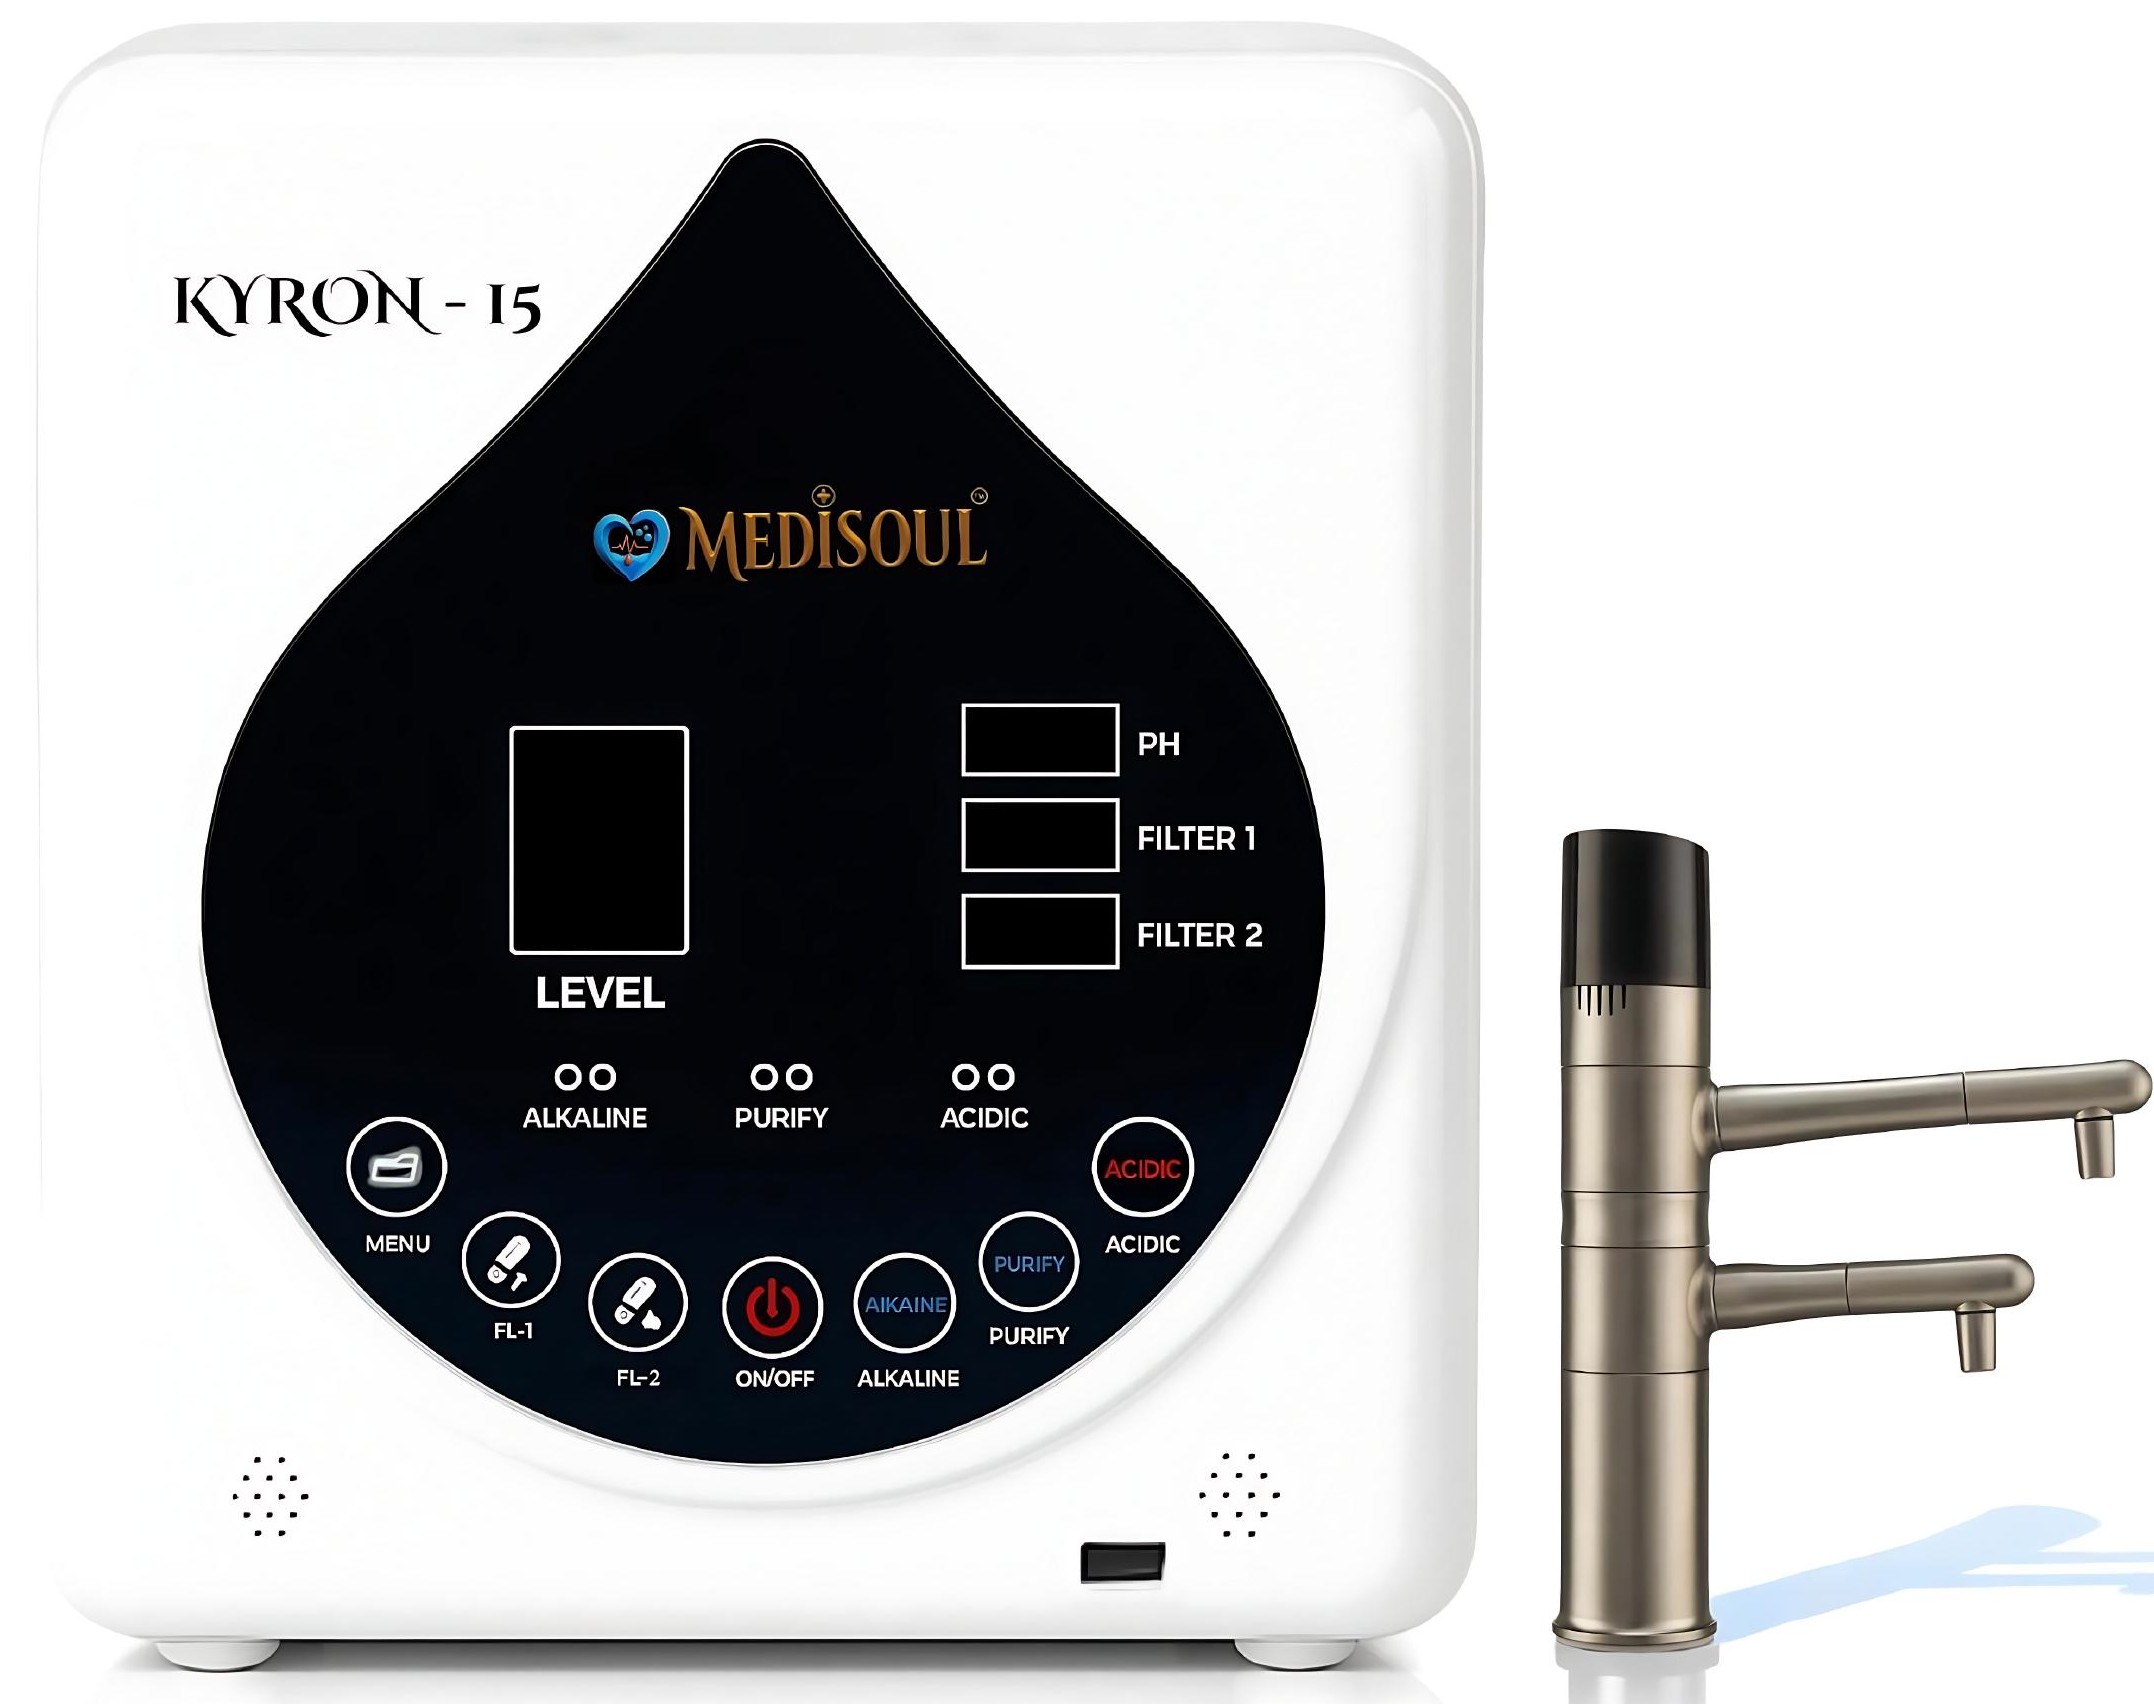 KYRON - 15
MEDISOUL TM
PH
FILTER 1
FILTER 2
LEVEL
ALKALINE
PURIFY
ACIDIC
ACIDIC
MENU
ACIDIC
PURIFY
FL-1
PURIFY
AIKAINE
FL-2
ON/OFF
ALKALINE